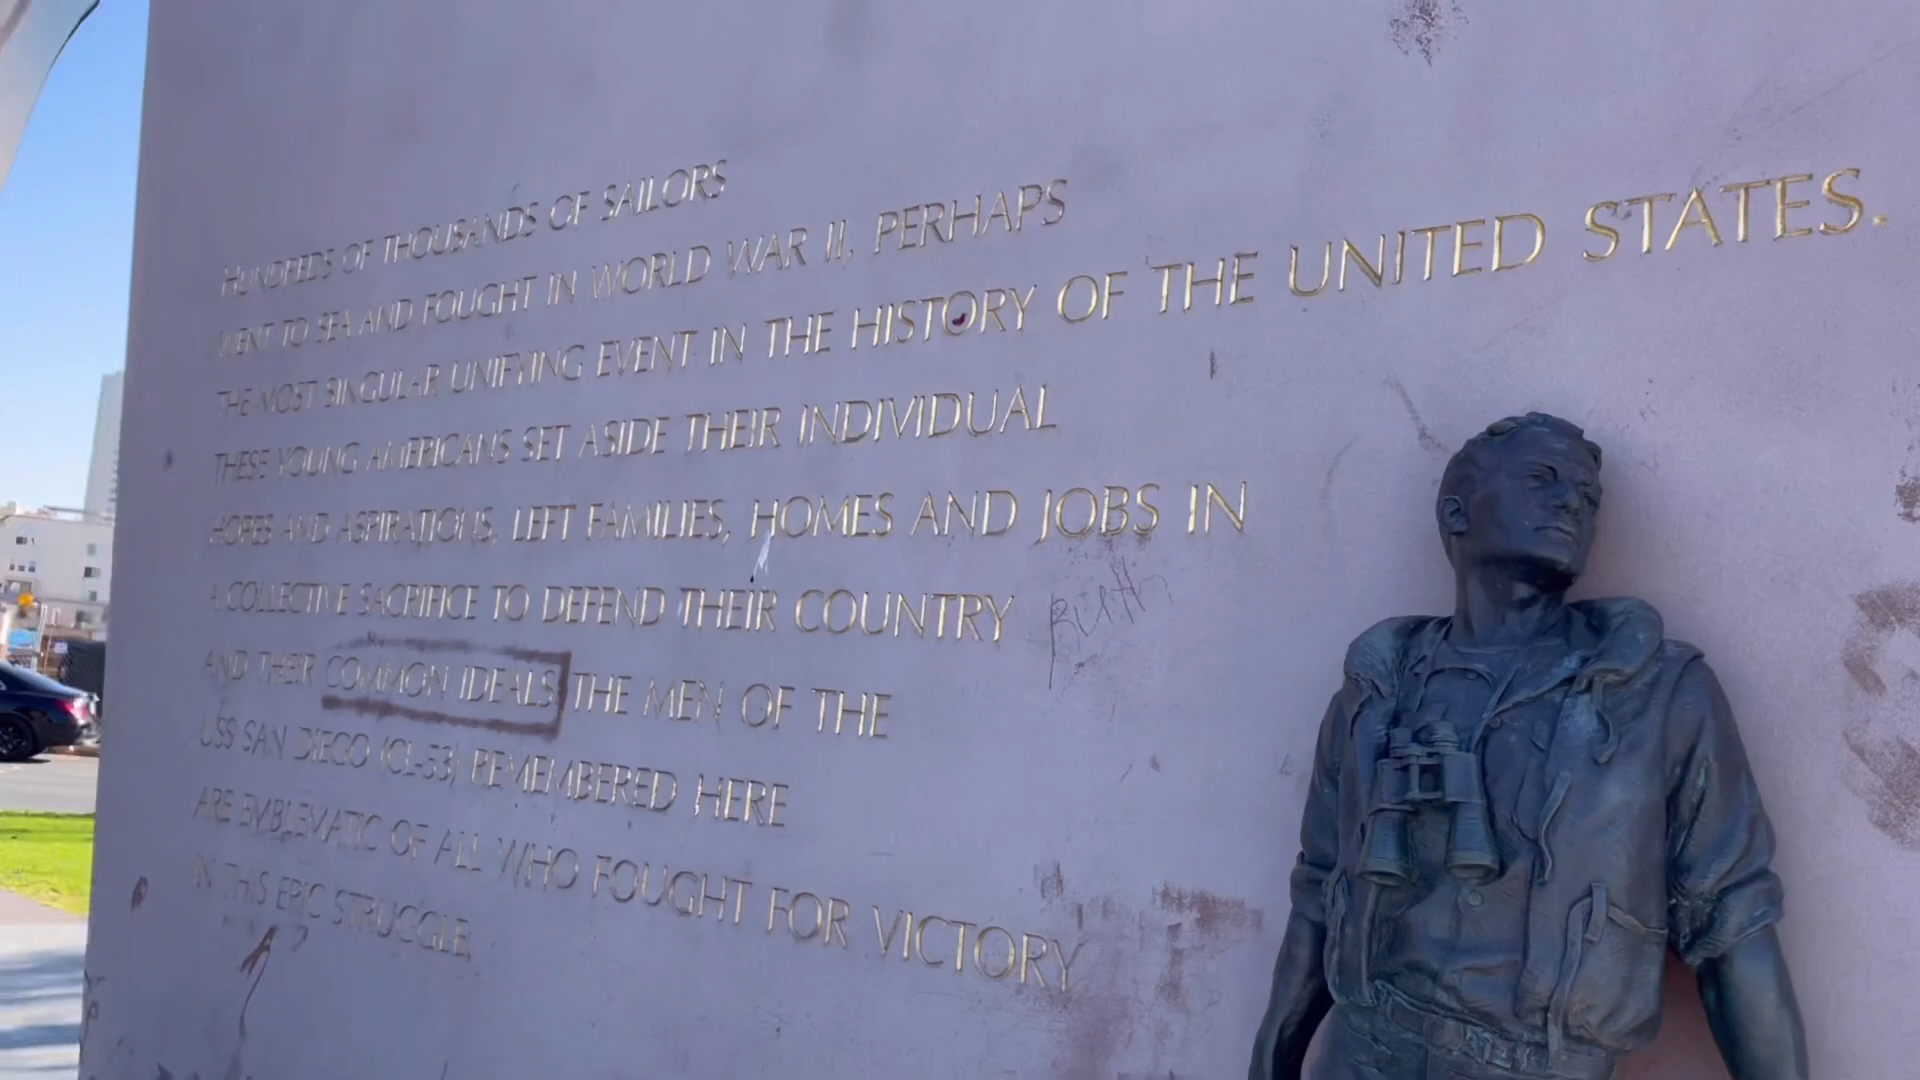 HUNDREDS OF THOUSANDS OF SAILORS
WENT TO SEA AND FOUGHT IN WORLD WAR II, PERHAPS
THE MOST SINGULAR UNIFYING EVENT IN THE HISTORY OF THE UNITED STATES.
THESE YOUNG AMERICANS SET ASIDE THEIR INDIVIDUAL
HOPES AND ASPIRATIONS, LEFT FAMILIES, HOMES AND JOBS IN
A COLLECTIVE SACRIFICE TO DEFEND THEIR COUNTRY
Ruth
AND THEIR COMMON IDEALS. THE MEN OF THE
USS SAN DIEGO (CL-53) REMEMBERED HERE
ARE EMBLEMATIC OF ALL WHO FOUGHT FOR VICTORY
IN THIS EPIC STRUGGLE.